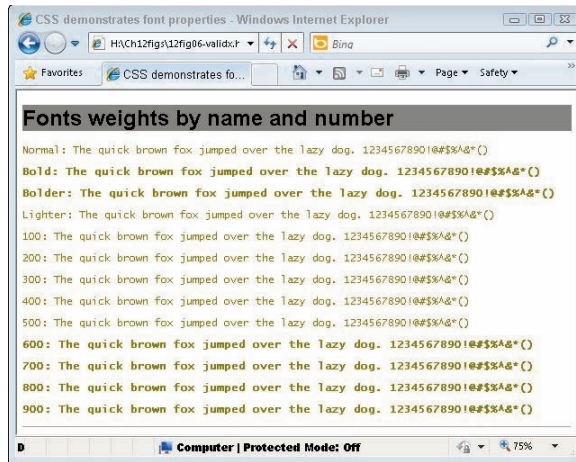 CSS demonstrates font properties - Windows Internet Explorer
H:\Ch12figs\12fig06-validx.h Bing
Favorites CSS demonstrates fo... Page Safety
Fonts weights by name and number
Normal: The quick brown fox jumped over the lazy dog. 1234567890!@#$%^&*()
Bold: The quick brown fox jumped over the lazy dog. 1234567890!@#$%^&*()
Bolder: The quick brown fox jumped over the lazy dog. 1234567890!@#$%^&*()
Lighter: The quick brown fox jumped over the lazy dog. 1234567890!@#$%^&*()
100: The quick brown fox jumped over the lazy dog. 1234567890!@#$%^&*()
200: The quick brown fox jumped over the lazy dog. 1234567890!@#$%^&*()
300: The quick brown fox jumped over the lazy dog. 1234567890!@#$%^&*()
400: The quick brown fox jumped over the lazy dog. 1234567890!@#$%^&*()
500: The quick brown fox jumped over the lazy dog. 1234567890!@#$%^&*()
600: The quick brown fox jumped over the lazy dog. 1234567890!@#$%^&*()
700: The quick brown fox jumped over the lazy dog. 1234567890!@#$%^&*()
800: The quick brown fox jumped over the lazy dog. 1234567890!@#$%^&*()
900: The quick brown fox jumped over the lazy dog. 1234567890!@#$%^&*()
D Computer | Protected Mode: Off 75%